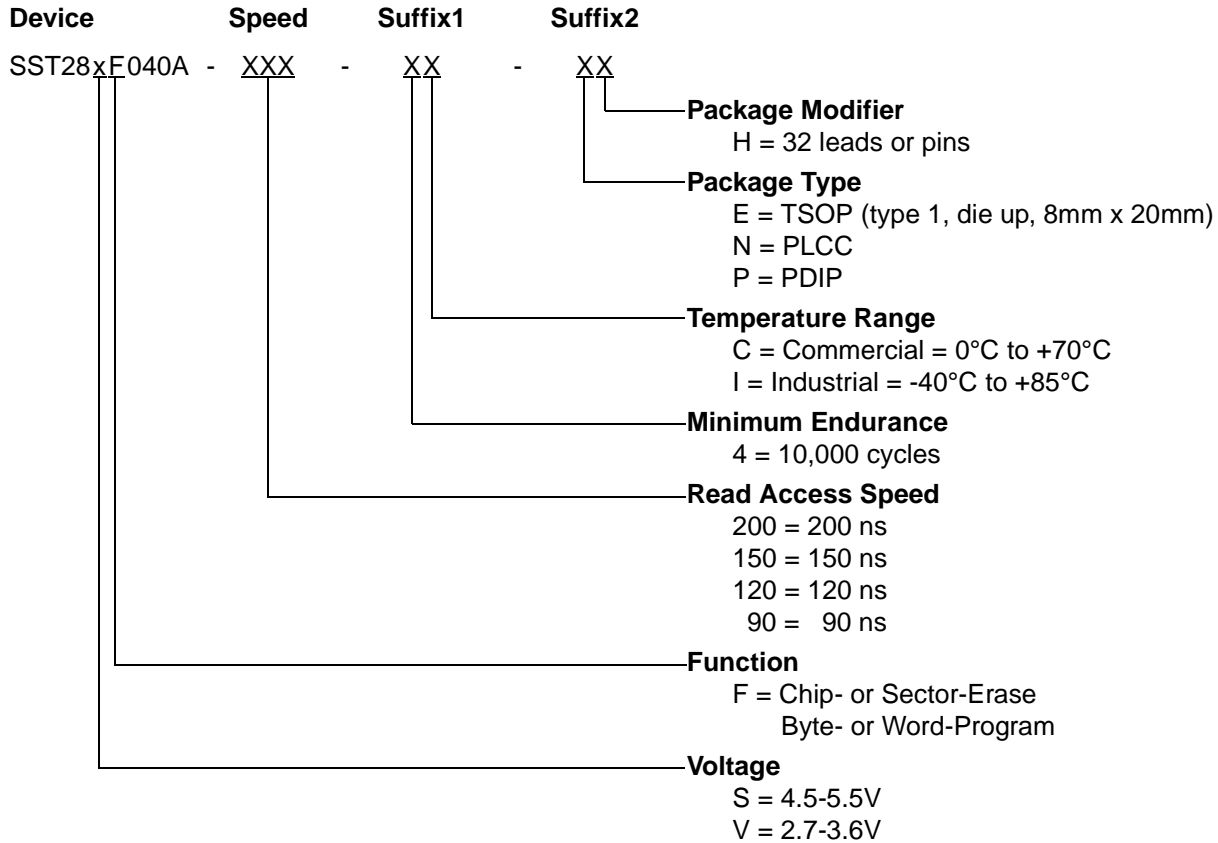 Device Speed Suffix1 Suffix2
SST28xF040A - XXX - XX - XX
Package Modifier
H = 32 leads or pins
Package Type
E = TSOP (type 1, die up, 8mm x 20mm)
N = PLCC
P = PDIP
Temperature Range
C = Commercial = 0°C to +70°C
I = Industrial = -40°C to +85°C
Minimum Endurance
4 = 10,000 cycles
Read Access Speed
200 = 200 ns
150 = 150 ns
120 = 120 ns
90 = 90 ns
Function
F = Chip- or Sector-Erase
Byte- or Word-Program
Voltage
S = 4.5-5.5V
V = 2.7-3.6V